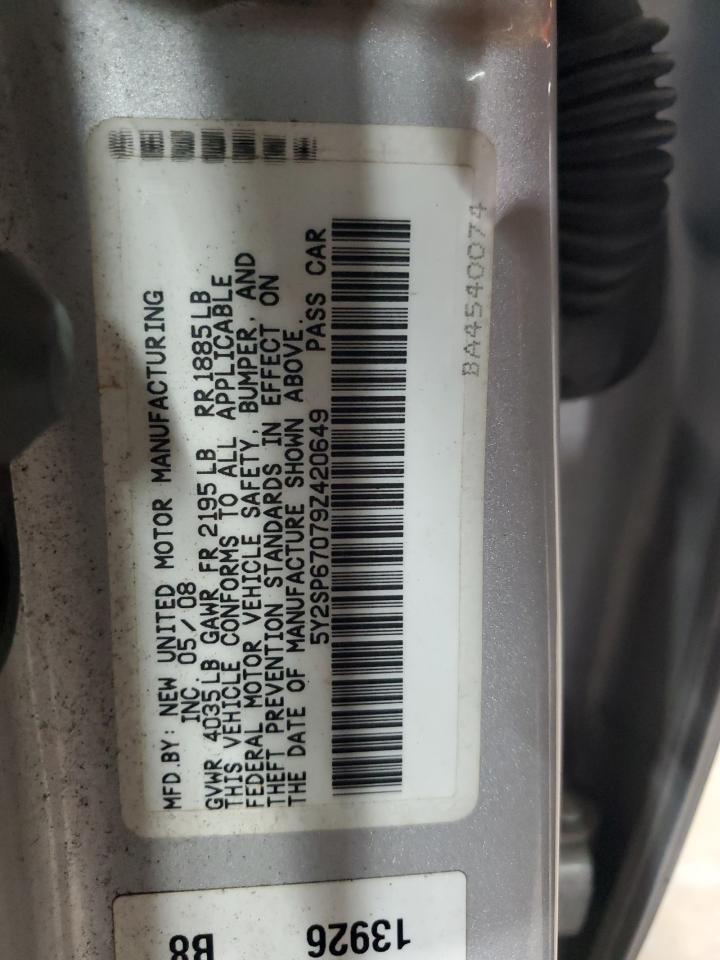 MFD.BY: NEW UNITED MOTOR MANUFACTURING
INC. 05/08
GVWR 4035LB GAWR FR 2195LB RR 1885LB
THIS VEHICLE CONFORMS TO ALL APPLICABLE
FEDERAL MOTOR VEHICLE SAFETY, BUMPER, AND
THEFT PREVENTION STANDARDS IN EFFECT ON
THE DATE OF MANUFACTURE SHOWN ABOVE.
5Y2SP67079Z420649 PASS CAR
BA4540074
13926
B8